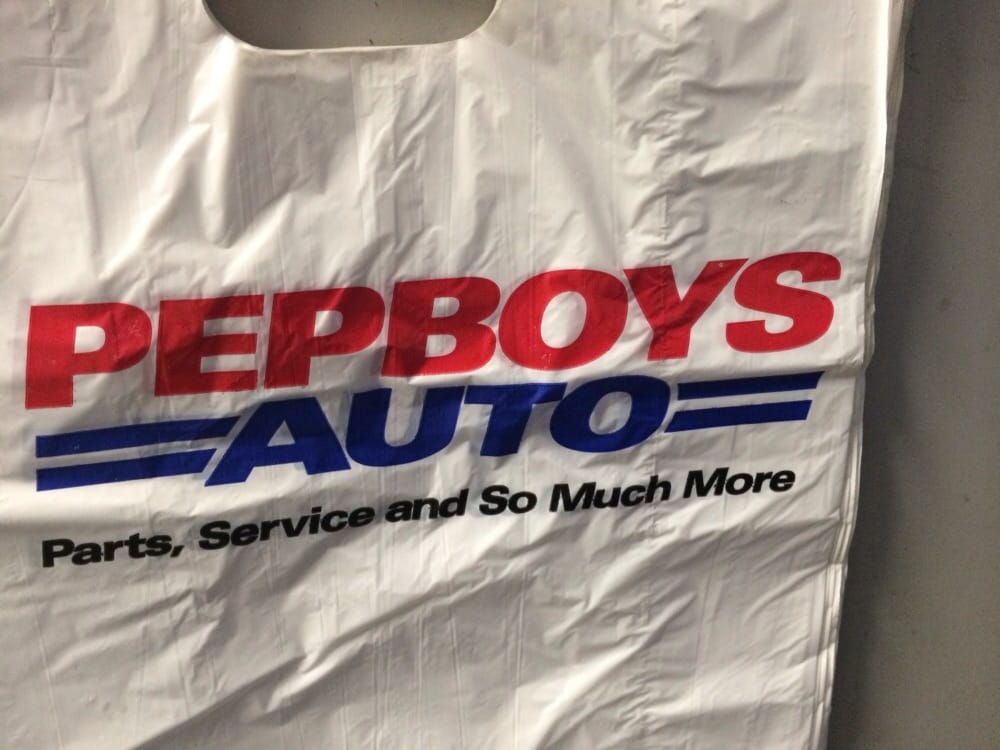 PEPBOYS
AUTO
Parts, Service and So Much More